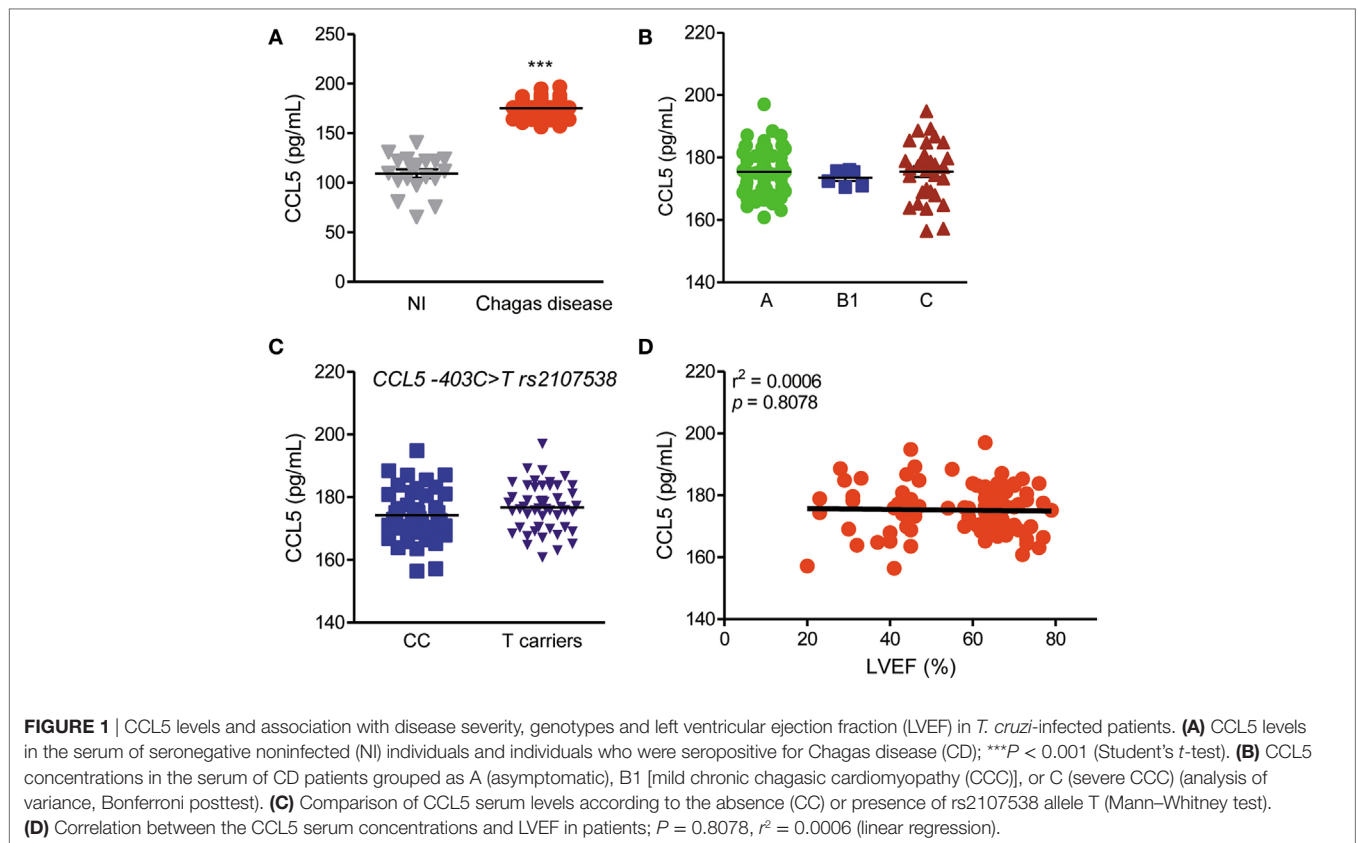 A
B
250
200
150
100
50
0
CCL5 (pg/mL)
***
NI
Chagas disease
220
200
180
160
140
CCL5 (pg/mL)
A
B1
C
C
D
220
200
180
160
140
CCL5 (pg/mL)
CCL5 -403C>T rs2107538
CC
T carriers
220
200
180
160
140
CCL5 (pg/mL)
r² = 0.0006
p = 0.8078
0
20
40
60
80
LVEF (%)
FIGURE 1 | CCL5 levels and association with disease severity, genotypes and left ventricular ejection fraction (LVEF) in T. cruzi-infected patients. (A) CCL5 levels
in the serum of seronegative noninfected (NI) individuals and individuals who were seropositive for Chagas disease (CD); ***P < 0.001 (Student’s t-test). (B) CCL5
concentrations in the serum of CD patients grouped as A (asymptomatic), B1 [mild chronic chagasic cardiomyopathy (CCC)], or C (severe CCC) (analysis of
variance, Bonferroni posttest). (C) Comparison of CCL5 serum levels according to the absence (CC) or presence of rs2107538 allele T (Mann–Whitney test).
(D) Correlation between the CCL5 serum concentrations and LVEF in patients; P = 0.8078, r² = 0.0006 (linear regression).